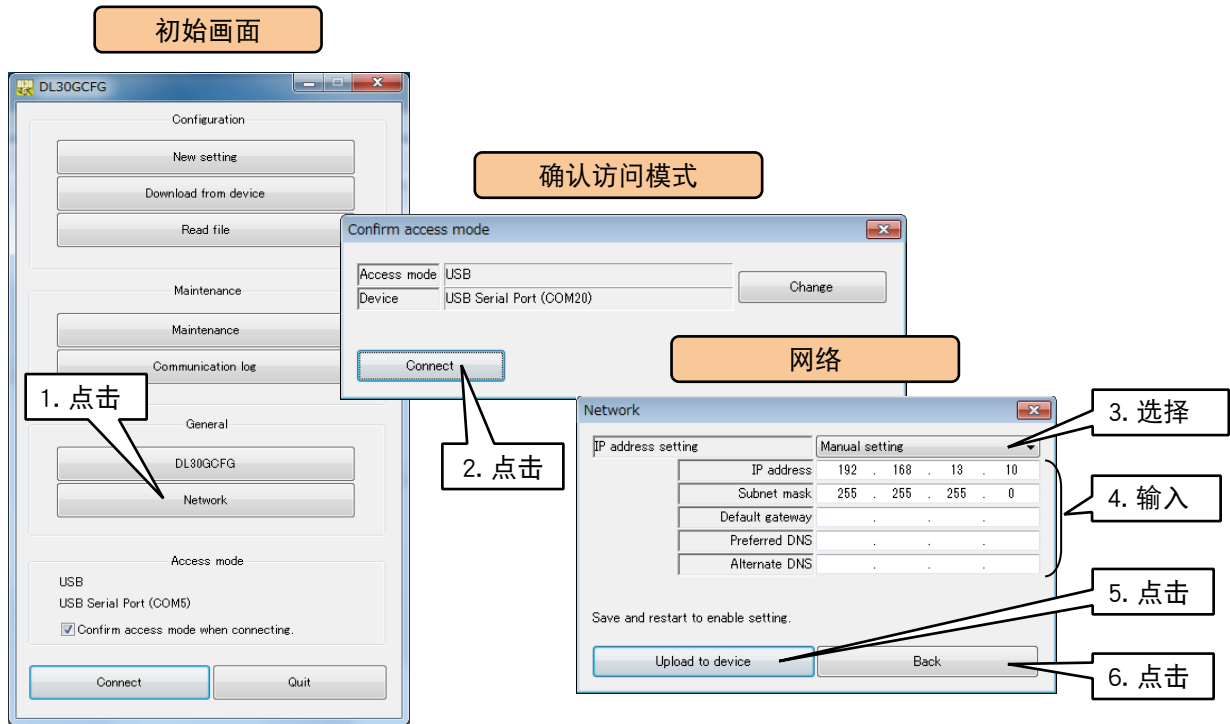 初始画面
DL30GCFG
Configuration
New setting
Download from device
Read file
Maintenance
Maintenance
Communication log
1. 点击
General
DL30GCFG
Network
Access mode
USB
USB Serial Port (COM5)
Confirm access mode when connecting.
Connect Quit
确认访问模式
Confirm access mode
Access mode USB
Device USB Serial Port (COM20)
Change
Connect
2. 点击
网络
Network
IP address setting Manual setting
IP address 192 . 168 . 13 . 10
Subnet mask 255 . 255 . 255 . 0
Default gateway . . .
Preferred DNS . . .
Alternate DNS . . .
Save and restart to enable setting.
Upload to device Back
3. 选择
4. 输入
5. 点击
6. 点击